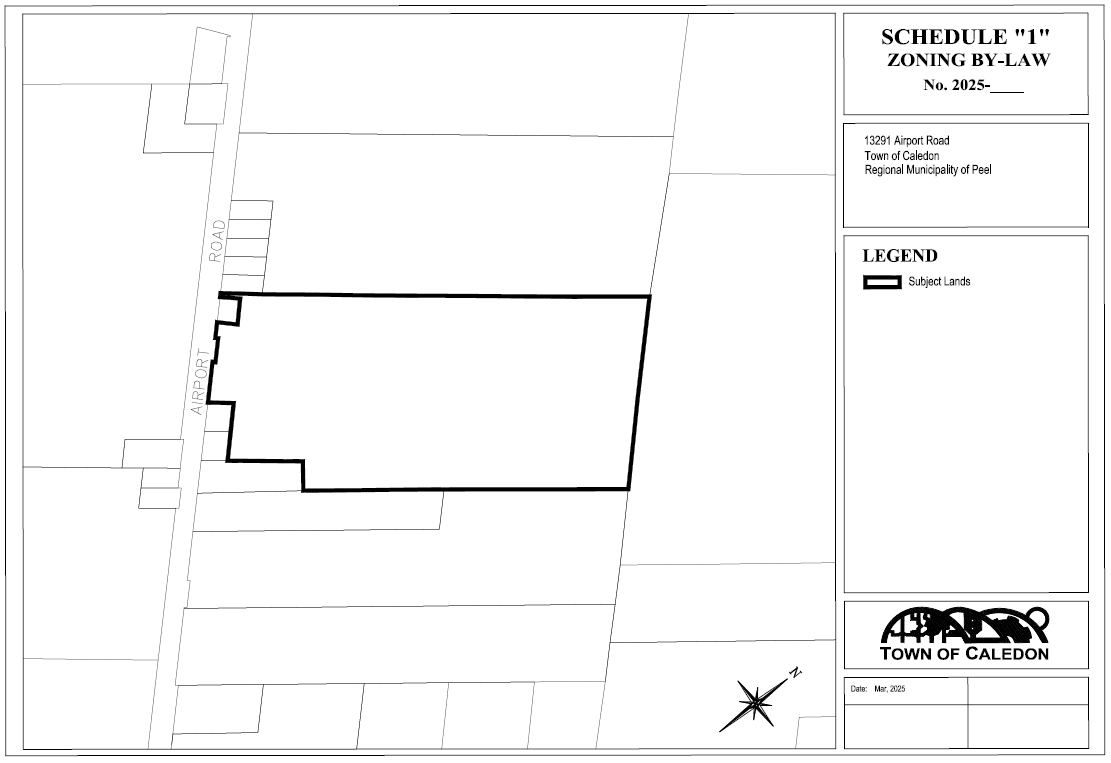 SCHEDULE "1"
ZONING BY-LAW
No. 2025-____
13291 Airport Road
Town of Caledon
Regional Municipality of Peel
LEGEND
Subject Lands
ROAD
AIRPORT
N
TOWN OF CALEDON
Date: Mar, 2025